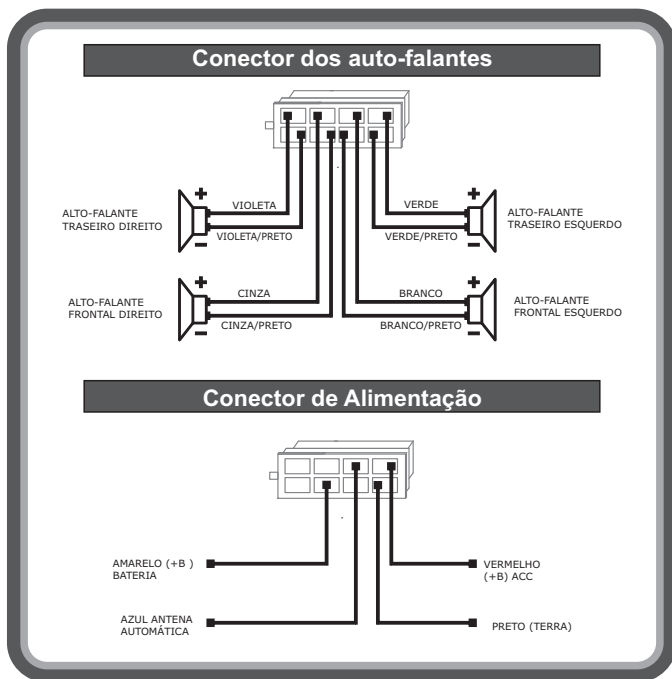 Conector dos auto-falantes
ALTO-FALANTE
TRASEIRO DIREITO
+
−
VIOLETA
VIOLETA/PRETO
VERDE
VERDE/PRETO
+
−
ALTO-FALANTE
TRASEIRO ESQUERDO
ALTO-FALANTE
FRONTAL DIREITO
+
−
CINZA
CINZA/PRETO
BRANCO
BRANCO/PRETO
+
−
ALTO-FALANTE
FRONTAL ESQUERDO
Conector de Alimentação
AMARELO (+B )
BATERIA
VERMELHO
(+B) ACC
AZUL ANTENA
AUTOMÁTICA
PRETO (TERRA)